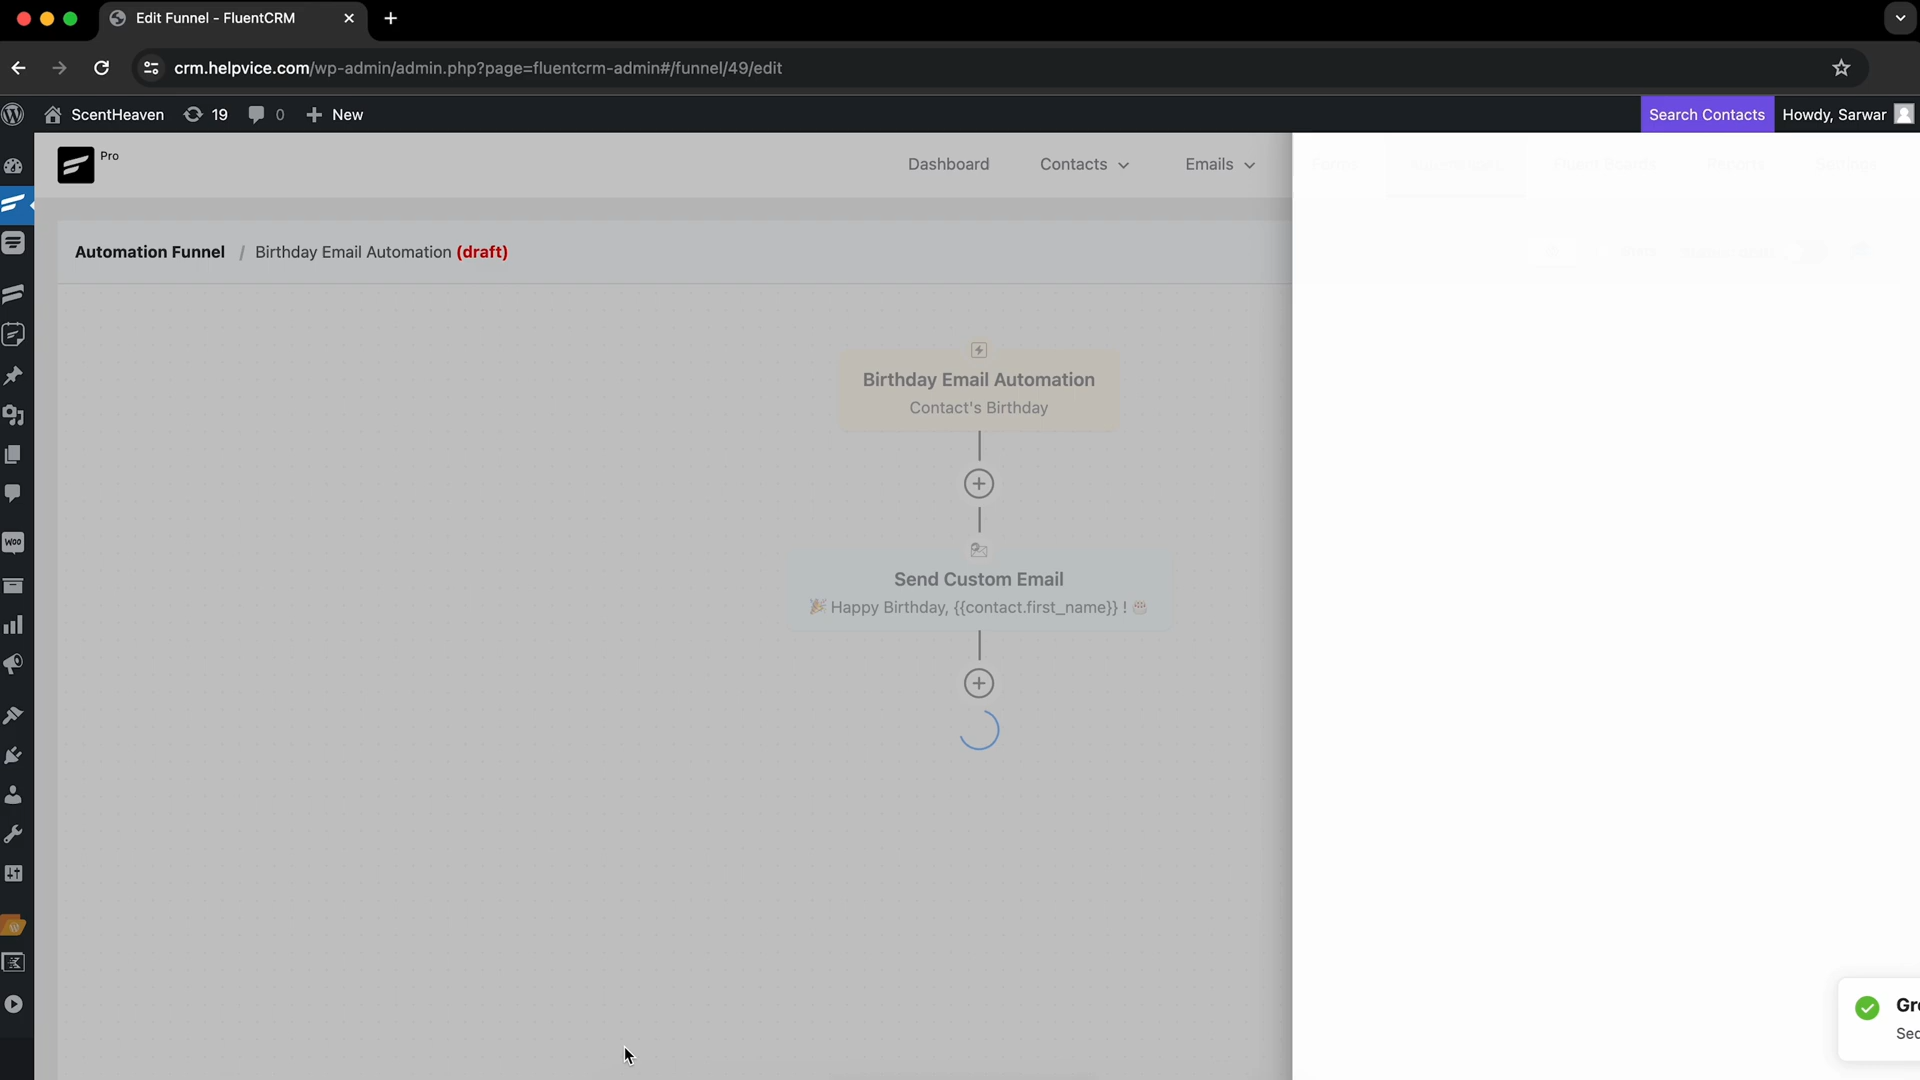 Edit Funnel - FluentCRM
crm.helpvice.com/wp-admin/admin.php?page=fluentcrm-admin#/funnel/49/edit
ScentHeaven 19 0 New Search Contacts Howdy, Sarwar
Pro Dashboard Contacts Emails
Automation Funnel / Birthday Email Automation (draft)
Birthday Email Automation
Contact's Birthday
Send Custom Email
🎉 Happy Birthday, {{contact.first_name}} ! 🎂
Woo
Gre